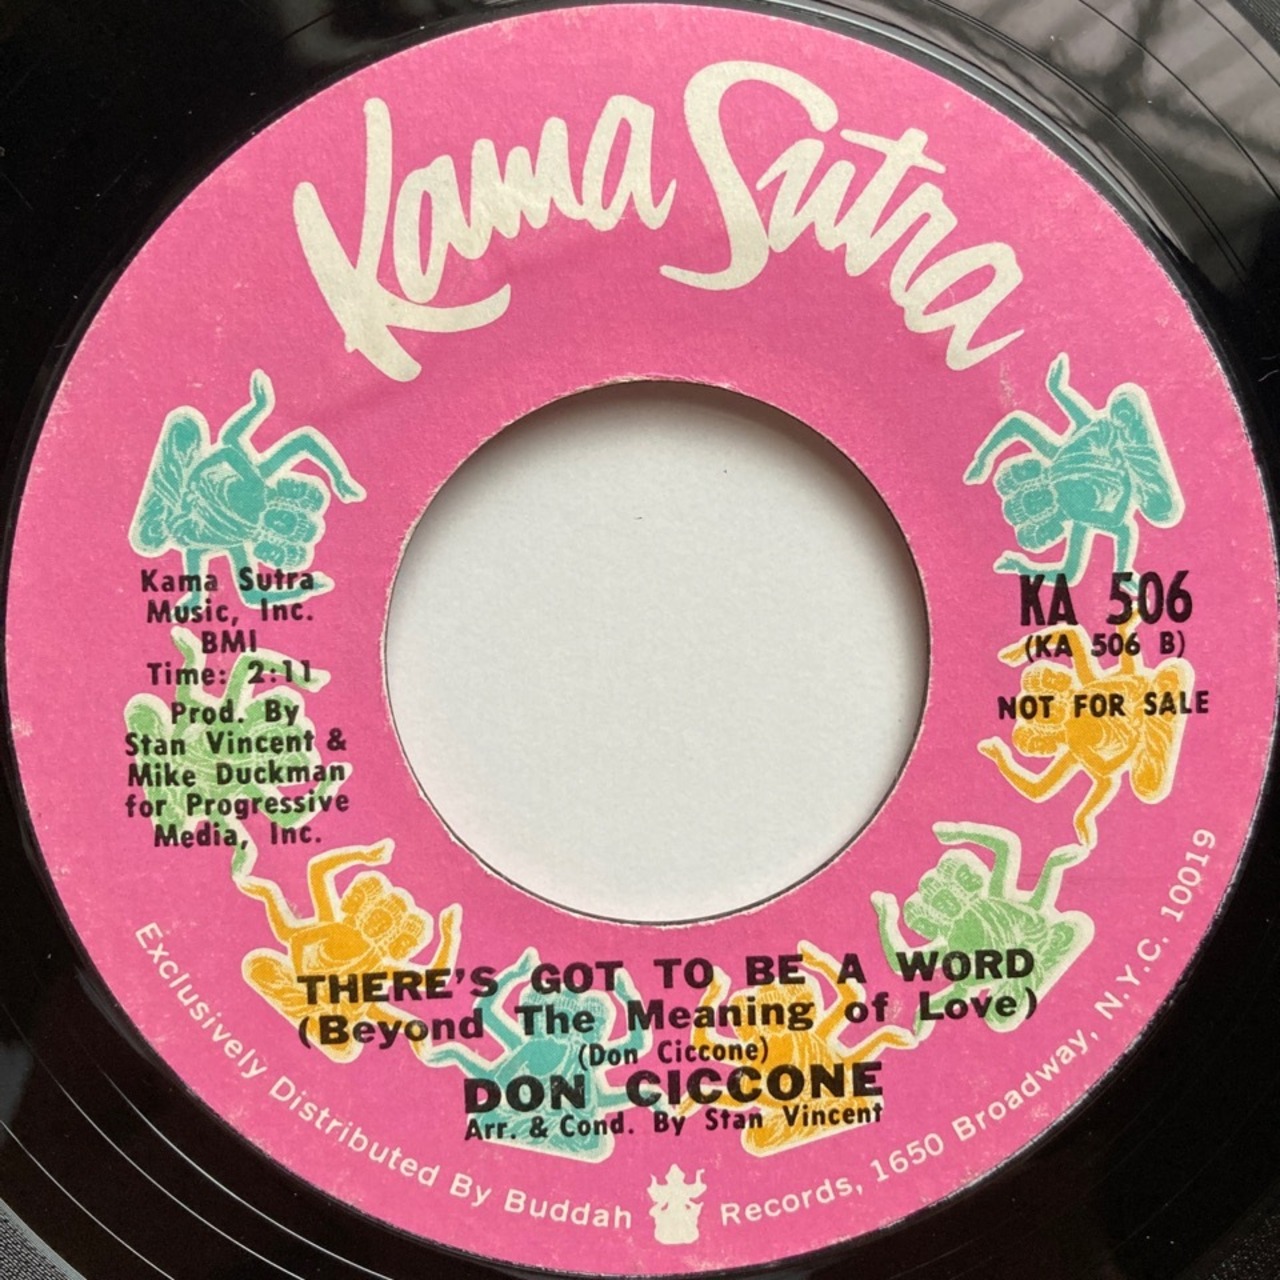 Kama Sutra
Kama Sutra
Music, Inc.
BMI
Time: 2:11
Prod. By
Stan Vincent &
Mike Duckman
for Progressive
Media, Inc.
KA 506
(KA 506 B)
NOT FOR SALE
THERE'S GOT TO BE A WORD
(Beyond The Meaning of Love)
(Don Ciccone)
DON CICCONE
Arr. & Cond. By Stan Vincent
Exclusively Distributed By Buddah Records, 1650 Broadway, N.Y.C. 10019